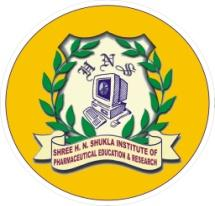 H N S
SHREE H. N. SHUKLA INSTITUTE OF
PHARMACEUTICAL EDUCATION & RESEARCH